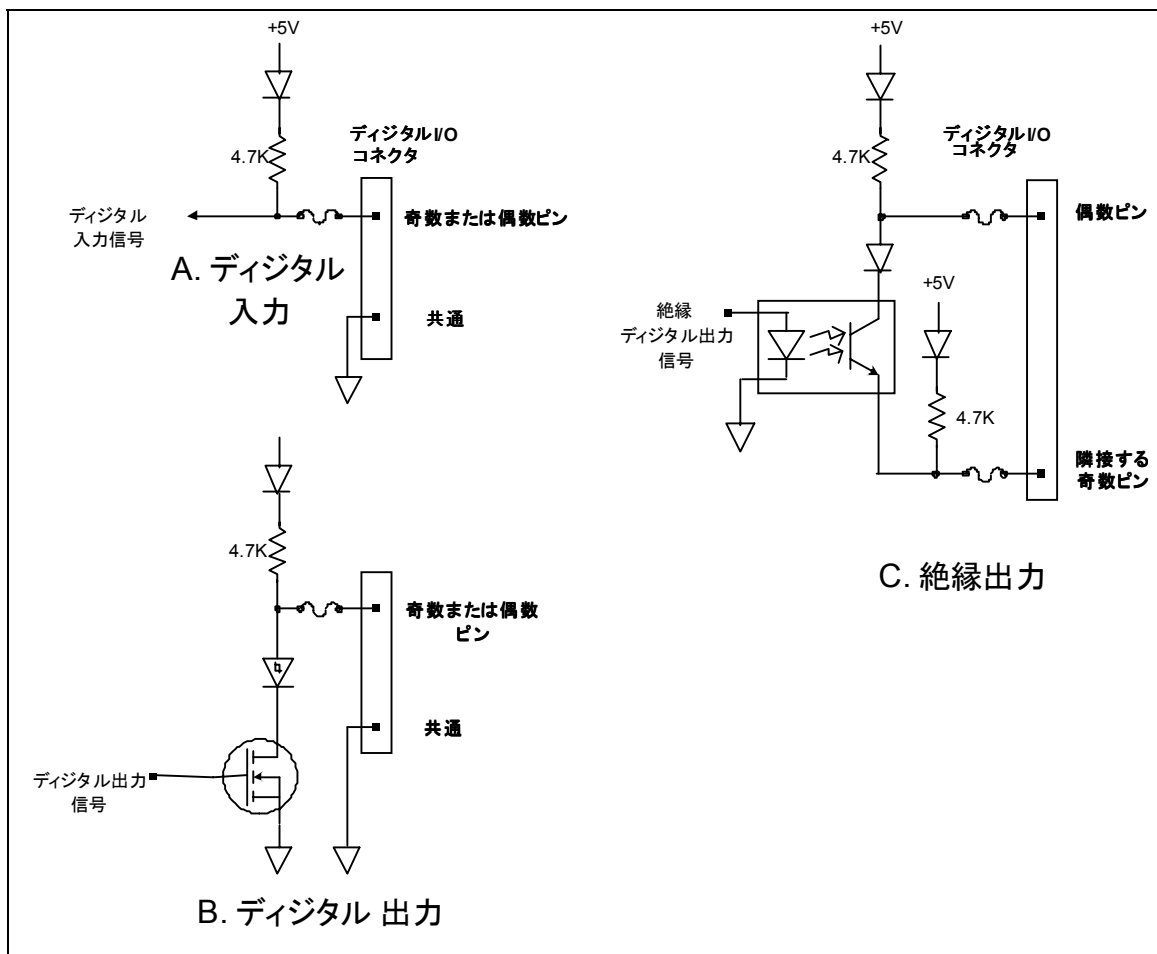 +5V
4.7K
ディジタルI/O
コネクタ
ディジタル
入力信号
奇数または偶数ピン
A. ディジタル
入力
共通
4.7K
奇数または偶数
ピン
共通
ディジタル出力
信号
B. ディジタル 出力
+5V
4.7K
ディジタルI/O
コネクタ
偶数ピン
+5V
絶縁
ディジタル出力
信号
4.7K
隣接する
奇数ピン
C. 絶縁出力